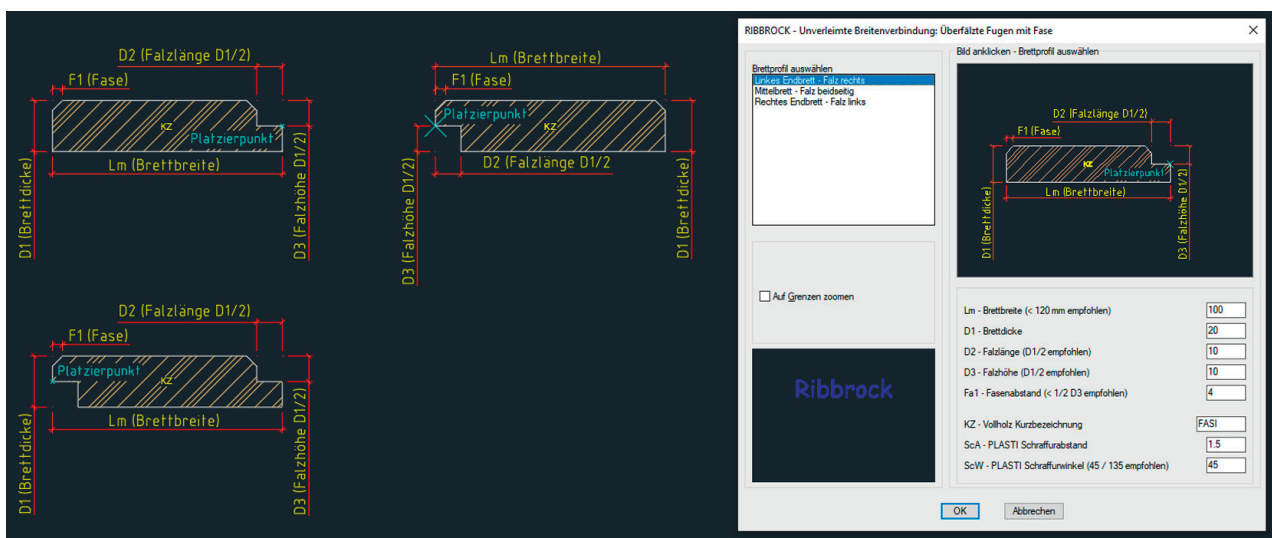 D2 (Falzlänge D1/2)
F1 (Fase)
KZ
Platzierpunkt
Lm (Brettbreite)
D1 (Brettdicke)
D3 (Falzhöhe D1/2)
Lm (Brettbreite)
F1 (Fase)
Platzierpunkt
KZ
D2 (Falzlänge D1/2
D3 (Falzhöhe D1/2)
D1 (Brettdicke)
D2 (Falzlänge D1/2)
F1 (Fase)
Platzierpunkt
KZ
Lm (Brettbreite)
D1 (Brettdicke)
D3 (Falzhöhe D1/2)
RIBBROCK - Unverleimte Breitenverbindung: Überfälzte Fugen mit Fase
Brettprofil auswählen
Linkes Endbrett - Falz rechts
Mittelbrett - Falz beidseitig
Rechtes Endbrett - Falz links
Auf Grenzen zoomen
Ribbrock
Bild anklicken - Brettprofil auswählen
D2 (Falzlänge D1/2)
F1 (Fase)
KZ
Platzierpunkt
Lm (Brettbreite)
D1 (Brettdicke)
D3 (Falzhöhe D1/2)
Lm - Brettbreite (< 120 mm empfohlen) 100
D1 - Brettdicke 20
D2 - Falzlänge (D1/2 empfohlen) 10
D3 - Falzhöhe (D1/2 empfohlen) 10
Fa1 - Fasenabstand (< 1/2 D3 empfohlen) 4
KZ - Vollholz Kurzbezeichnung FASI
ScA - PLASTI Schraffurabstand 1.5
ScW - PLASTI Schraffurwinkel (45 / 135 empfohlen) 45
OK Abbrechen